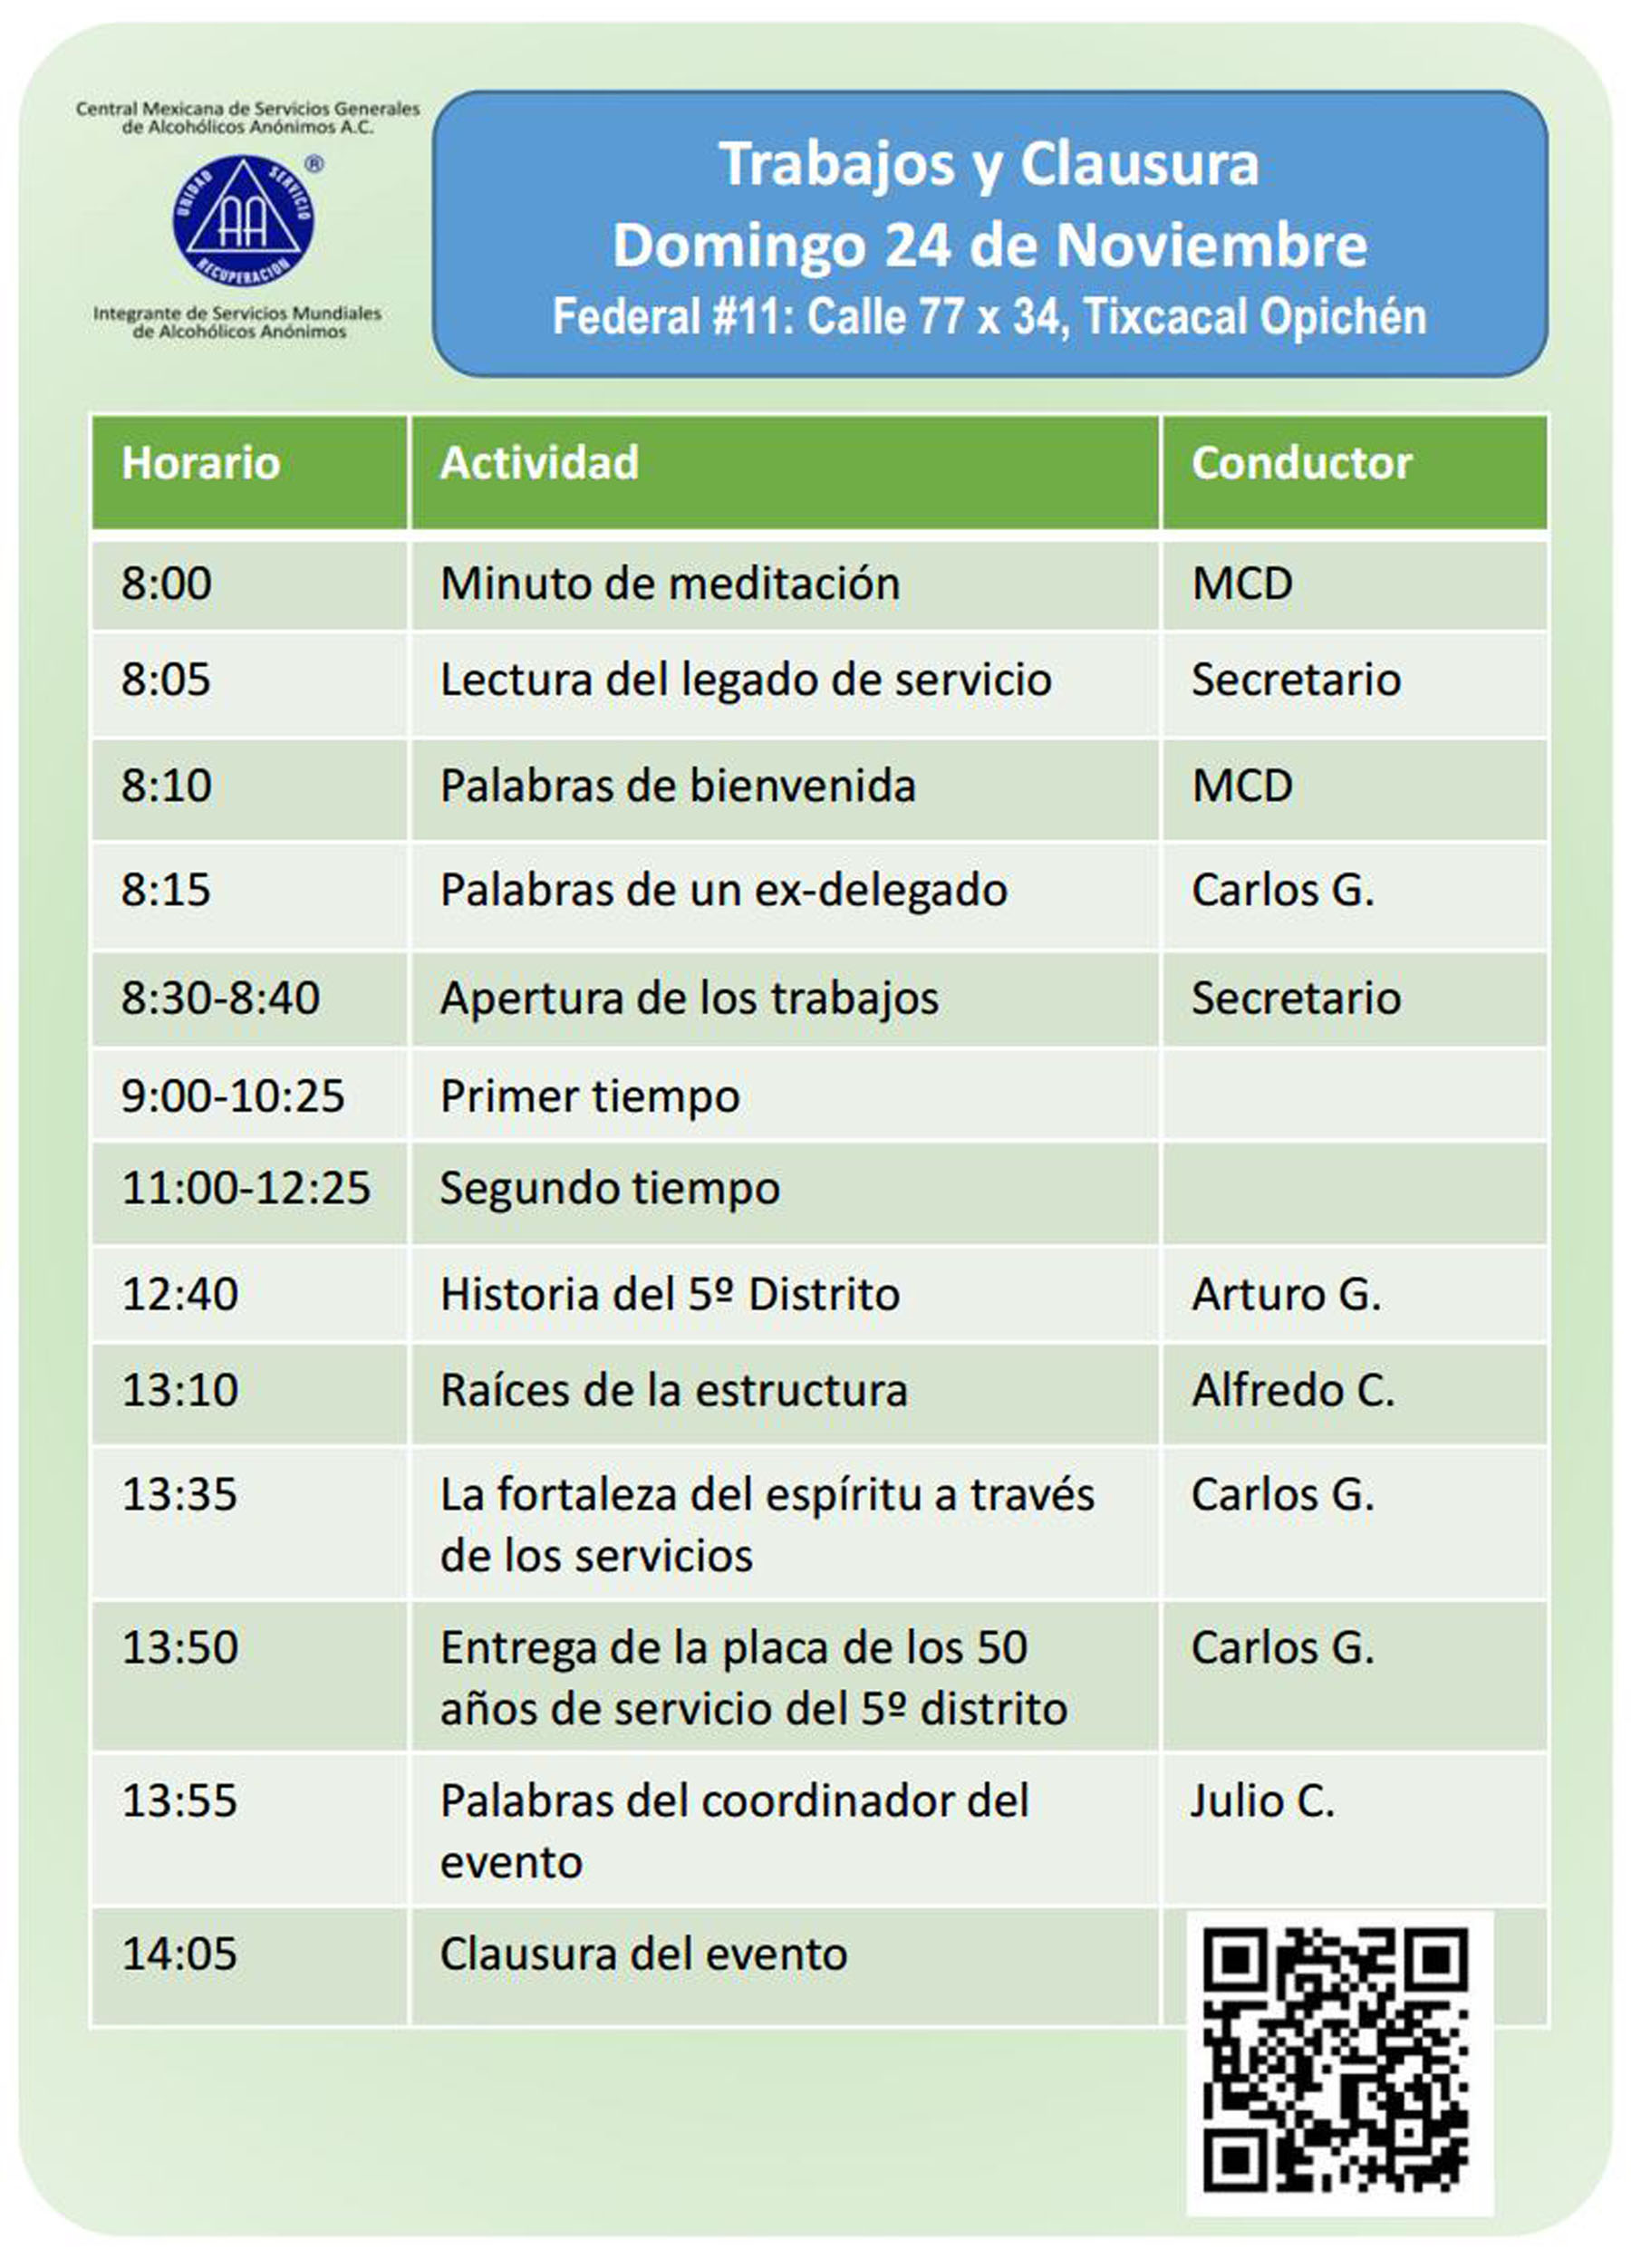 Central Mexicana de Servicios Generales
de Alcohólicos Anónimos A.C.
®
UNIDAD
SERVICIO
AA
RECUPERACIÓN
Integrante de Servicios Mundiales
de Alcohólicos Anónimos
Trabajos y Clausura
Domingo 24 de Noviembre
Federal #11: Calle 77 x 34, Tixcacal Opichén
Horario Actividad Conductor
8:00 Minuto de meditación MCD
8:05 Lectura del legado de servicio Secretario
8:10 Palabras de bienvenida MCD
8:15 Palabras de un ex-delegado Carlos G.
8:30-8:40 Apertura de los trabajos Secretario
9:00-10:25 Primer tiempo
11:00-12:25 Segundo tiempo
12:40 Historia del 5º Distrito Arturo G.
13:10 Raíces de la estructura Alfredo C.
13:35 La fortaleza del espíritu a través Carlos G.
de los servicios
13:50 Entrega de la placa de los 50 Carlos G.
años de servicio del 5º distrito
13:55 Palabras del coordinador del Julio C.
evento
14:05 Clausura del evento